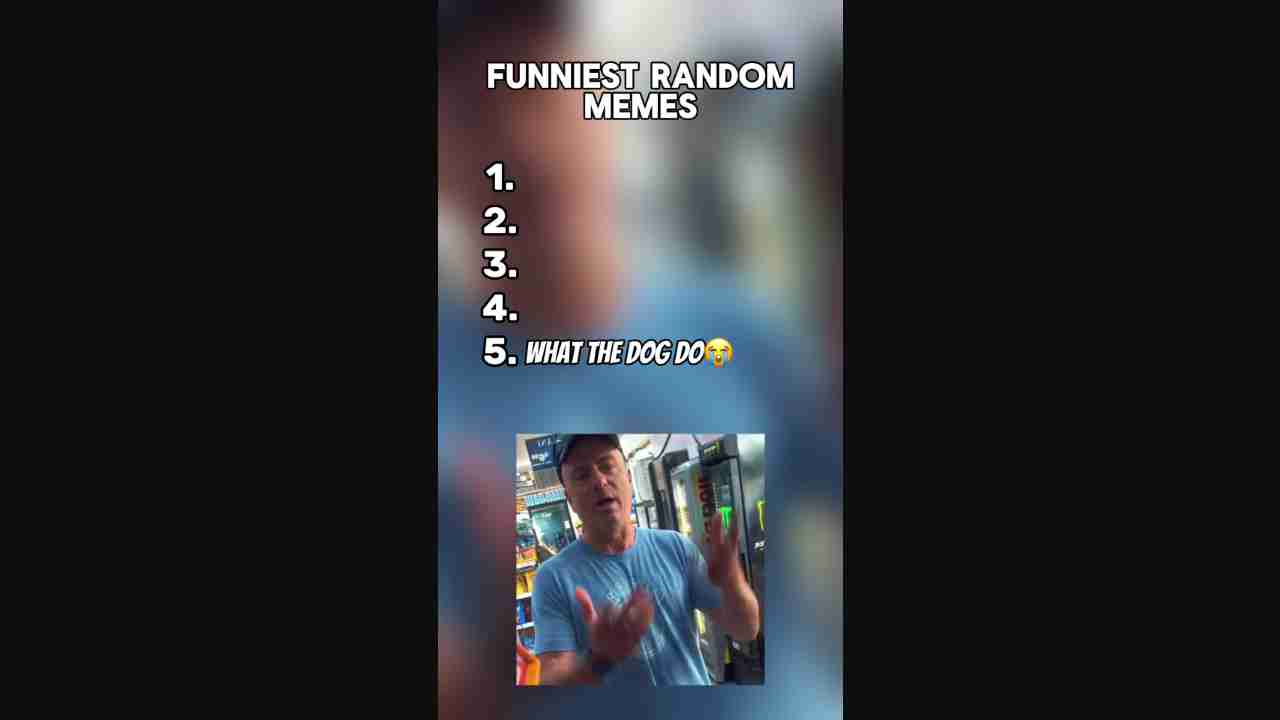 FUNNIEST RANDOM
MEMES
1.
2.
3.
4.
5. WHAT THE DOG DO😭